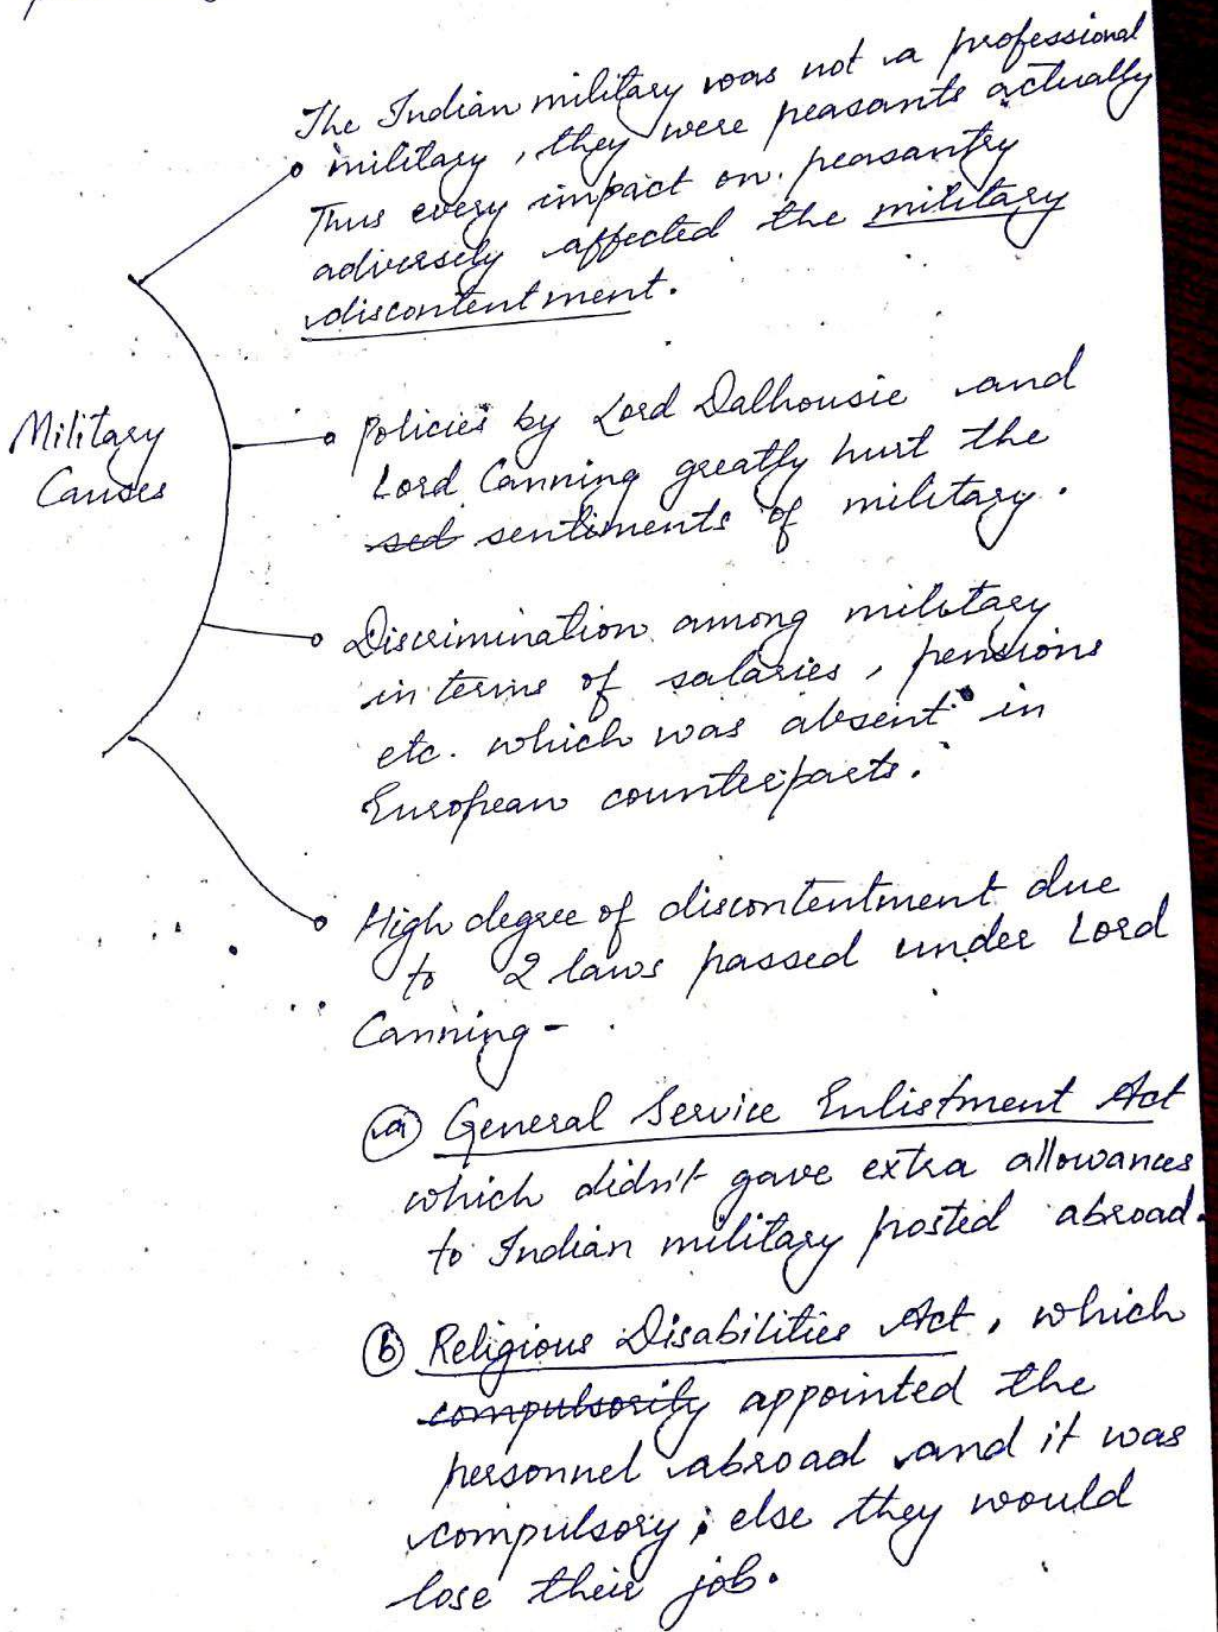 The Indian military was not a professional
military, they were peasants actually
Thus every impact on peasantry
adversely affected the military
discontentment.
Military
Causes
Policies by Lord Dalhousie and
Lord Canning greatly hurt the
sed sentiments of military.
Discrimination among military
in terms of salaries, pensions
etc. which was absent in
European counterparts.
High degree of discontentment due
to 2 laws passed under Lord
Canning -
(a) General Service Enlistment Act
which didn't gave extra allowances
to Indian military posted abroad.
(b) Religious Disabilities Act, which
compulsorily appointed the
personnel abroad and it was
compulsory; else they would
lose their job.